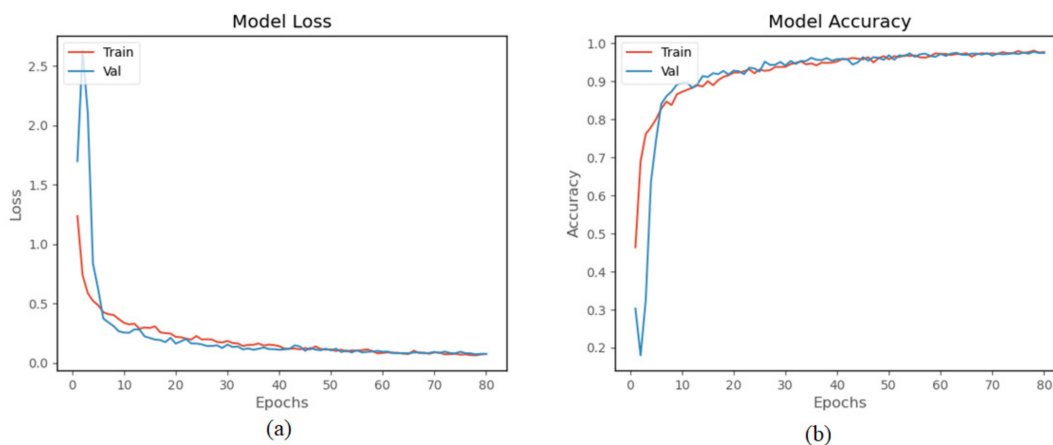 Model Loss
Train
Val
2.5
2.0
1.5
1.0
0.5
0.0
Loss
0 10 20 30 40 50 60 70 80
Epochs
(a)
Model Accuracy
Train
Val
1.0
0.9
0.8
0.7
0.6
0.5
0.4
0.3
0.2
Accuracy
0 10 20 30 40 50 60 70 80
Epochs
(b)